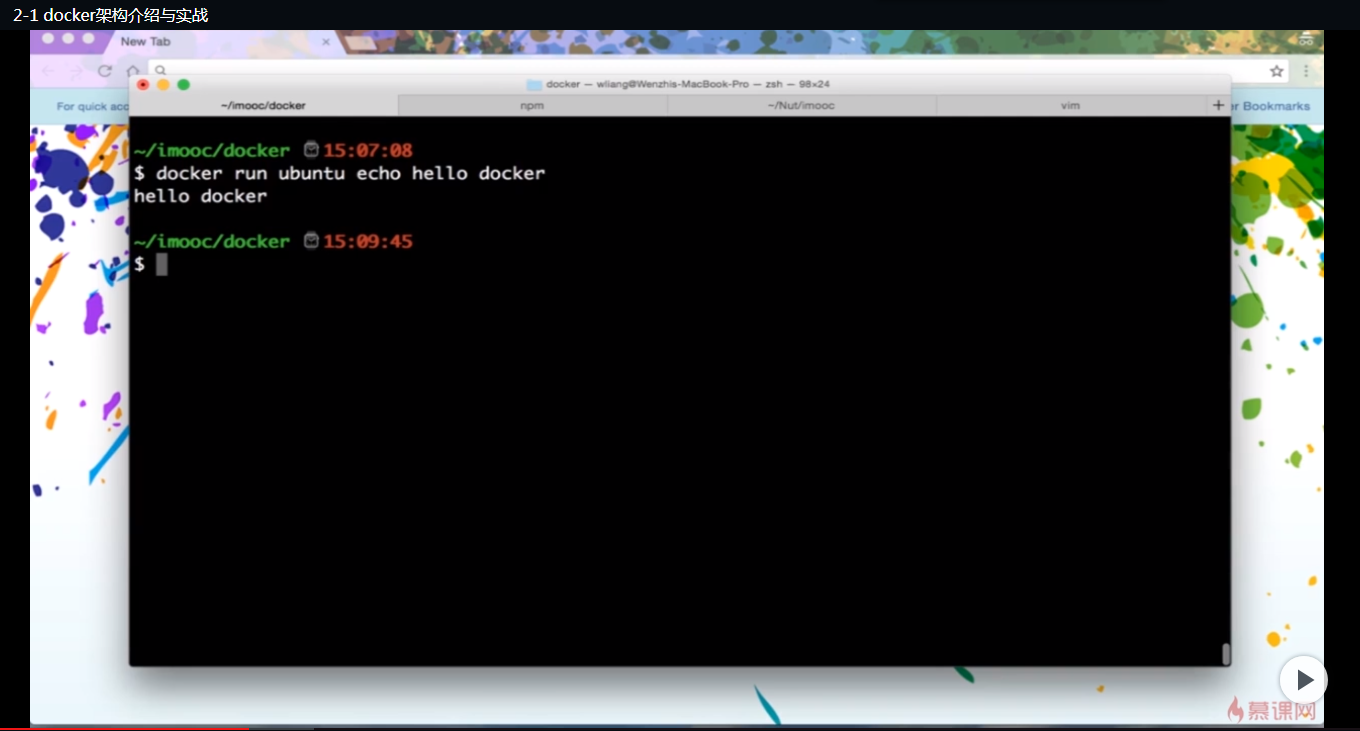 2-1 docker架构介绍与实战
New Tab
docker — wliang@Wenzhis-MacBook-Pro — zsh — 98×24
For quick acc
~/imooc/docker
npm
~/Nut/imooc
vim
r Bookmarks
~/imooc/docker 15:07:08
$ docker run ubuntu echo hello docker
hello docker
~/imooc/docker 15:09:45
$
慕课网